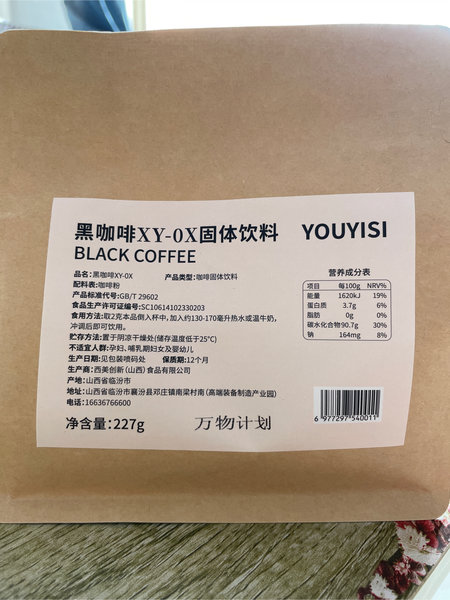 黑咖啡XY-0X固体饮料 YOUYISI
BLACK COFFEE
品名:黑咖啡XY-0X 产品类型:咖啡固体饮料
配料表:咖啡粉
产品标准代号:GB/T 29602
食品生产许可证编号:SC10614102330203
食用方法:取2克本品倒入杯中,加入约130-170毫升热水或温牛奶,
冲调后即可饮用。
贮存方法:置于阴凉干燥处(储存温度低于25℃)
不适宜人群:孕妇、哺乳期妇女及婴幼儿
生产日期:见包装喷码处 保质期:12个月
生产商:西美创新(山西)食品有限公司
产地:山西省临汾市
地址:山西省临汾市襄汾县邓庄镇南梁村南(高端装备制造产业园)
电话:16636766600
净含量:227g 万物计划
营养成分表
项目 每100g NRV%
能量 1620kJ 19%
蛋白质 3.7g 6%
脂肪 0g 0%
碳水化合物 90.7g 30%
钠 164mg 8%
6 977297 540011